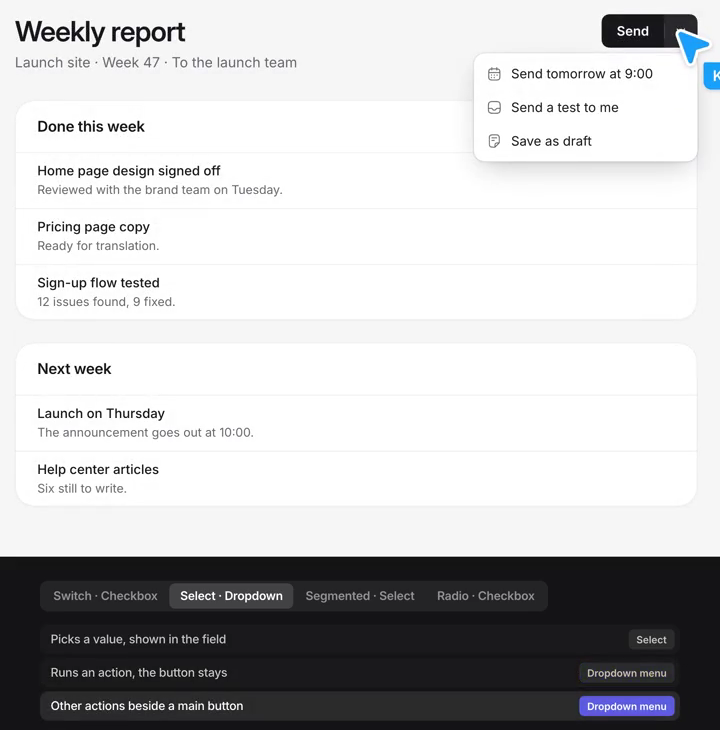 Weekly report
Send
Launch site · Week 47 · To the launch team
K
Send tomorrow at 9:00
Send a test to me
Save as draft
Done this week
Home page design signed off
Reviewed with the brand team on Tuesday.
Pricing page copy
Ready for translation.
Sign-up flow tested
12 issues found, 9 fixed.
Next week
Launch on Thursday
The announcement goes out at 10:00.
Help center articles
Six still to write.
Switch · Checkbox
Select · Dropdown
Segmented · Select
Radio · Checkbox
Picks a value, shown in the field
Select
Runs an action, the button stays
Dropdown menu
Other actions beside a main button
Dropdown menu